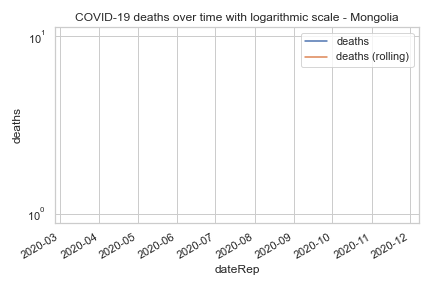 COVID-19 deaths over time with logarithmic scale - Mongolia
10¹
deaths
deaths (rolling)
deaths
10⁰
2020-03
2020-04
2020-05
2020-06
2020-07
2020-08
2020-09
2020-10
2020-11
2020-12
dateRep